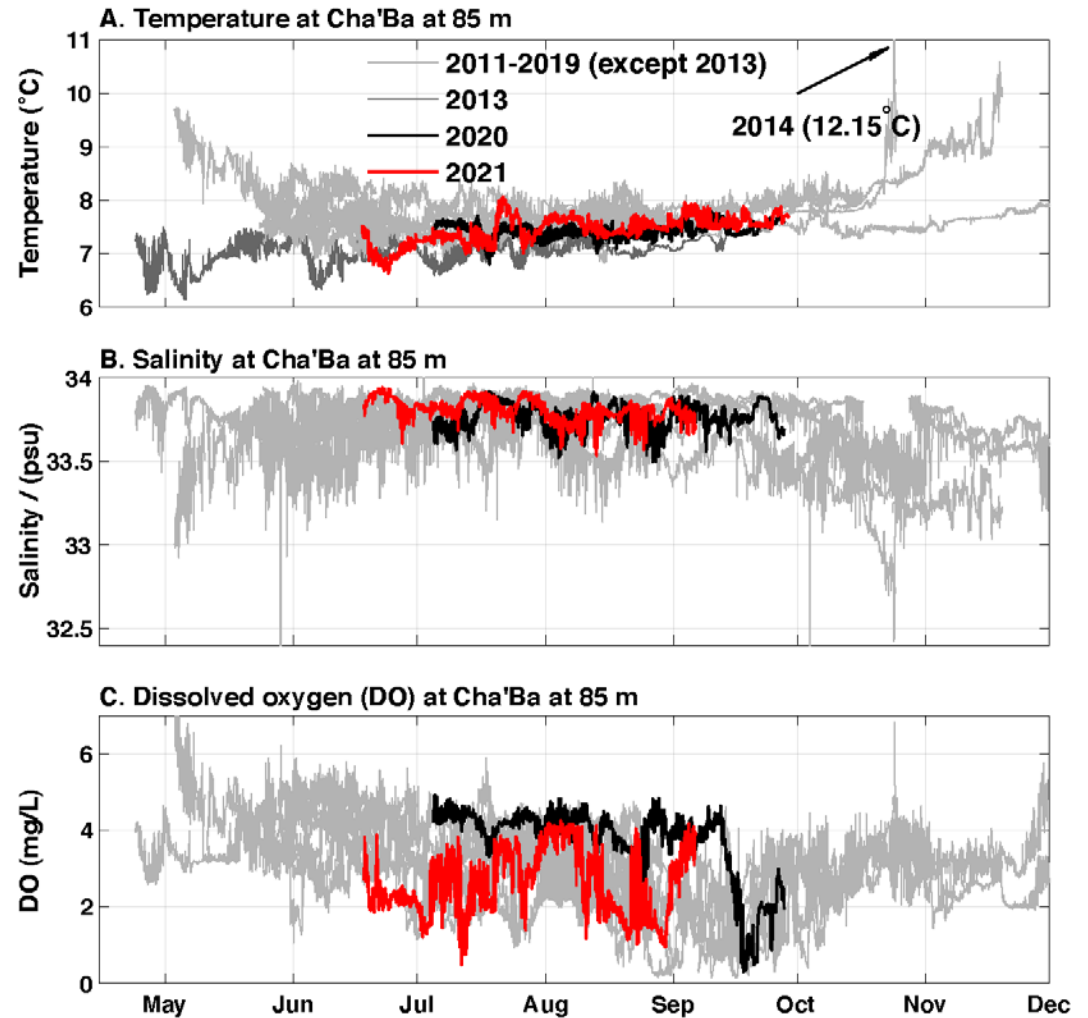 A. Temperature at Cha'Ba at 85 m
11
10
9
8
7
6
Temperature (°C)
2011-2019 (except 2013)
2013
2020
2021
2014 (12.15°C)
B. Salinity at Cha'Ba at 85 m
34
33.5
33
32.5
Salinity / (psu)
C. Dissolved oxygen (DO) at Cha'Ba at 85 m
6
4
2
0
DO (mg/L)
May Jun Jul Aug Sep Oct Nov Dec